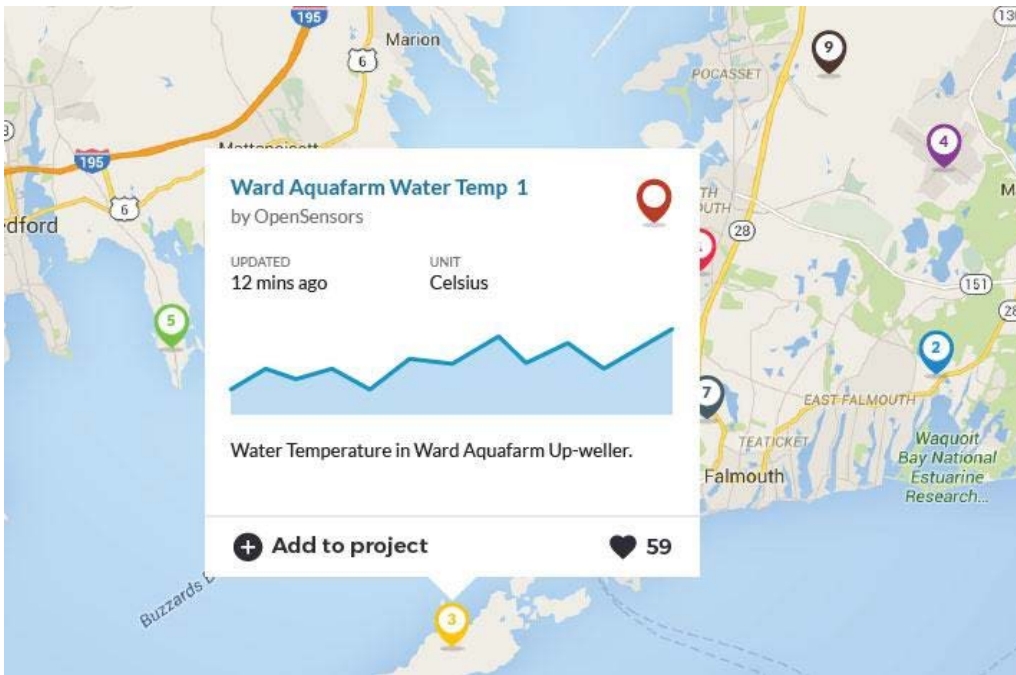 195
Marion
6
13
POCASSET
9
4
195
6
5
28
151
28
2
7
EAST FALMOUTH
TEATICKET
Falmouth
Waquoit
Bay National
Estuarine
Research...
Ward Aquafarm Water Temp 1
by OpenSensors
UPDATED
12 mins ago
UNIT
Celsius
Water Temperature in Ward Aquafarm Up-weller.
Add to project
59
Buzzards
3